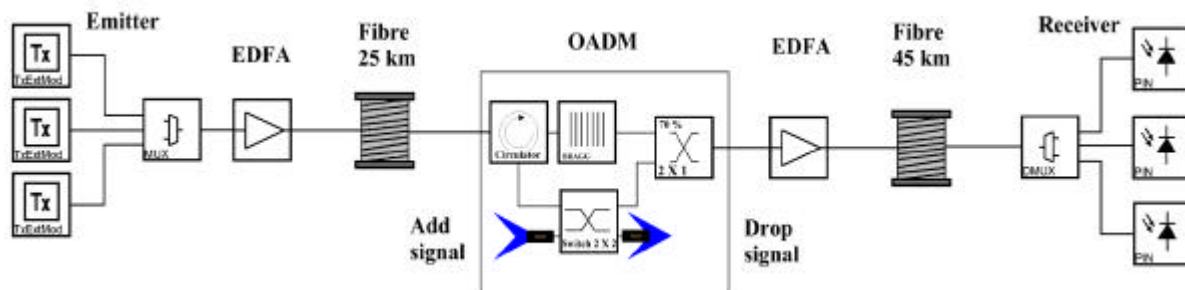 Emitter
Tx
TxExtMod
Tx
TxExtMod
Tx
TxExtMod
MUX
EDFA
Fibre
25 km
OADM
Circulator
BRAGG
70 %
2 X 1
Switch 2 X 2
Add
signal
Drop
signal
EDFA
Fibre
45 km
Receiver
DMUX
PIN
PIN
PIN